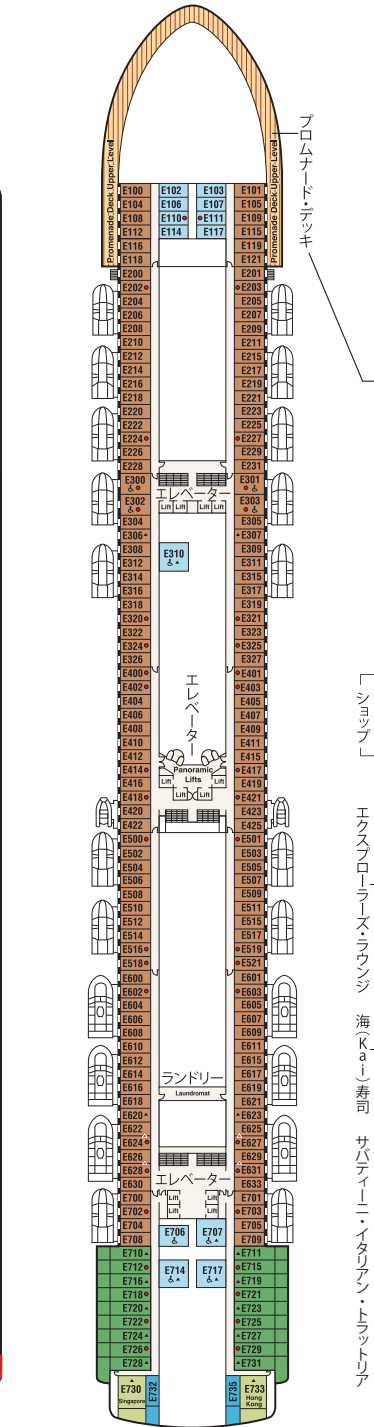 プロムナード・デッキ
Promenade Deck Upper Level
Promenade Deck Upper Level
E100 E102 E103 E101
E104 E106 E107 E105
E108 E110 E111 E109
E112 E114 E117 E115
E116 E119
E118 E121
E200 E201
E202 E203
E204 E205
E206 E207
E208 E209
E210 E211
E212 E215
E214 E217
E216 E219
E218 E221
E220 E223
E222 E225
E224 E227
E226 E229
E228 E231
E300 E301
エレベーター
E302 E303
Lift Lift Lift Lift
E304 E305
E306 E307
E308 E310 E309
E312 E311
E314 E315
E316 E317
E318 E319
E320 E321
E322 E323
E324 E325
E326 E327
E400 E401
E402 E403
エレベーター
E404 E405
E406 E407
E408 E409
E410 E411
E412 E415
E414 E417
Panoramic
Lifts
E416 Lift Lift E419
E418 Lift Lift E421
E420 E423
E422 E425
E500 E501
E502 E503
E504 E505
E506 E507
E508 E509
E510 E511
E512 E515
E514 E517
E516 E519
E518 E521
E600 E601
E602 E603
E604 E605
E606 E607
E608 E609
E610 E611
E612 E615
E614 E617
ランドリー
E616 E619
Laundromat
E618 E621
E620 E623
E622 E625
E624 E627
E626 E629
E628 E631
エレベーター
E630 E633
E700 Lift Lift E701
E702 Lift Lift E703
E704 E706 E707 E705
E708 E709
E710 E711
E712 E714 E717 E715
E716 E719
E718 E721
E720 E723
E722 E725
E724 E727
E726 E729
E728 E731
E730 E732 E735 E733
Singapore Hong
Kong
ショップ
エクスプローラーズ・ラウンジ
海(Kai)寿司
サバティーニ・イタリアン・トラットリア